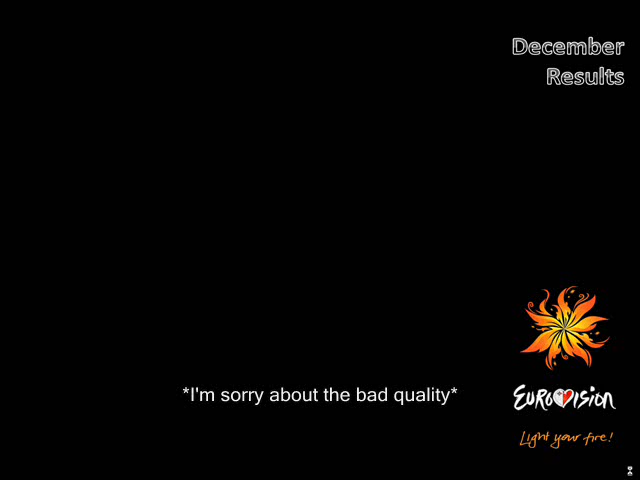 December
Results
*I'm sorry about the bad quality*
EUROVISION
Light your fire!